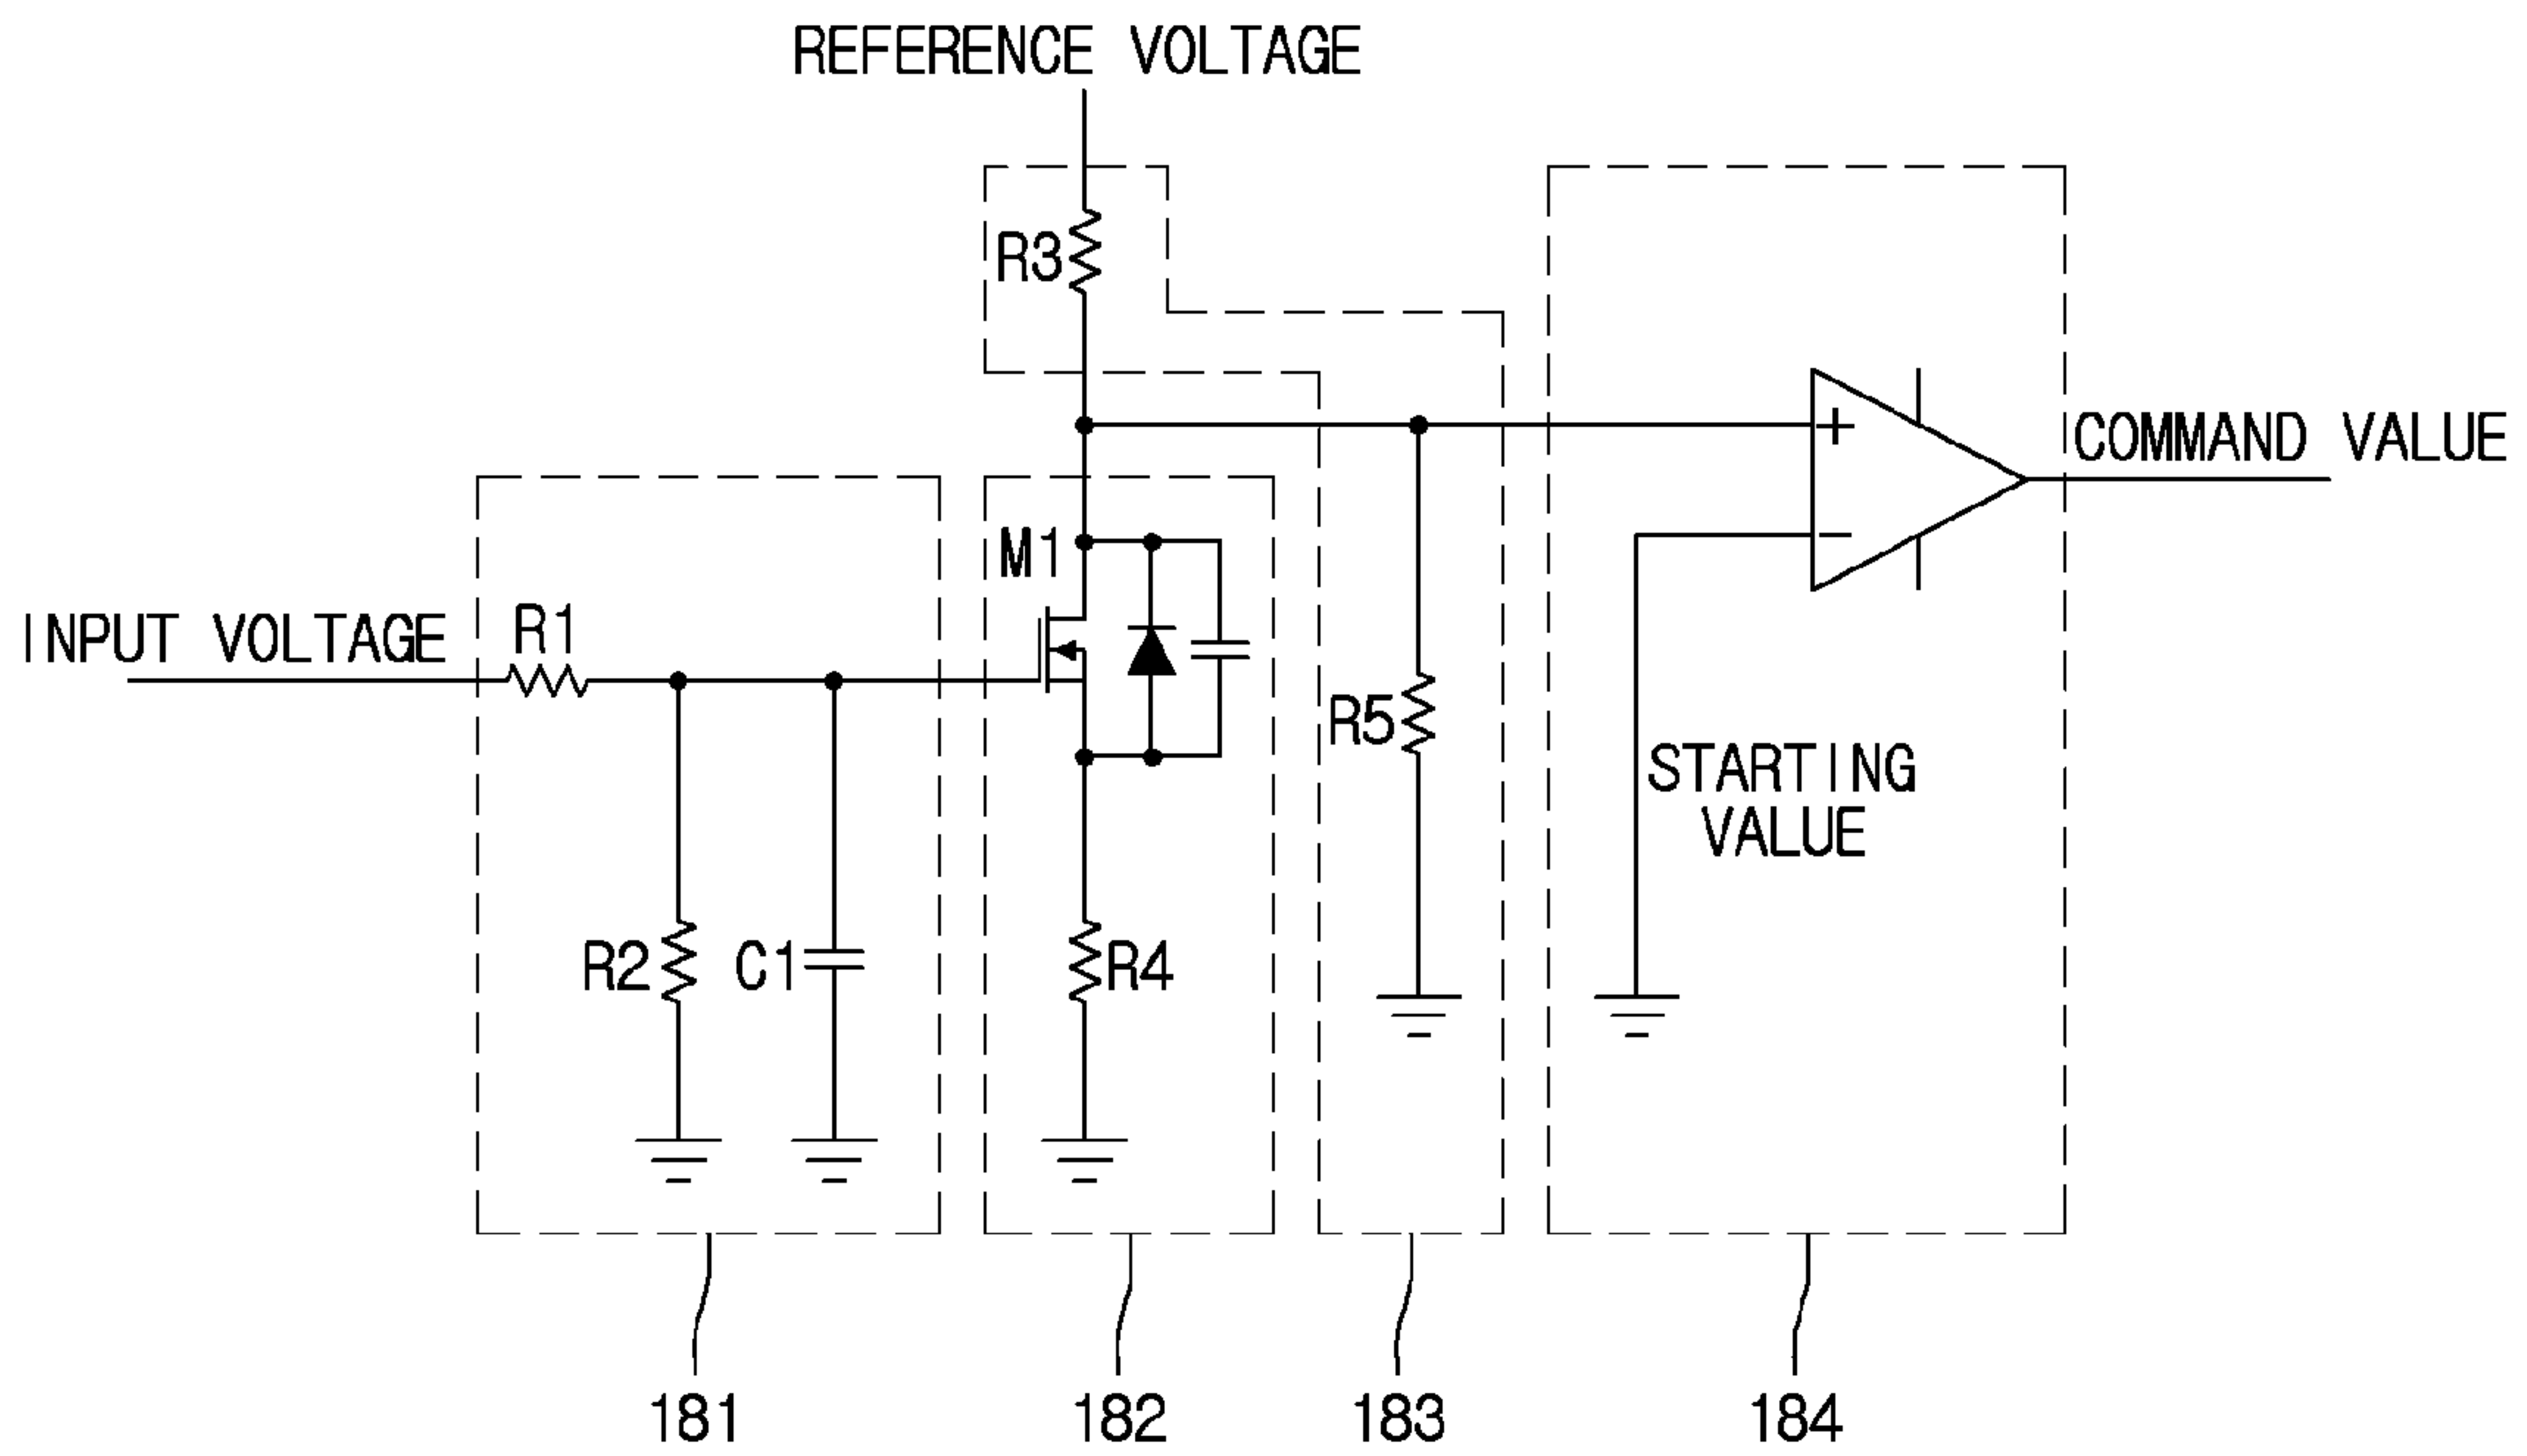 REFERENCE VOLTAGE
R3
COMMAND VALUE
M1
INPUT VOLTAGE
R1
R5
STARTING
VALUE
R2
C1
R4
+
−
181
182
183
184